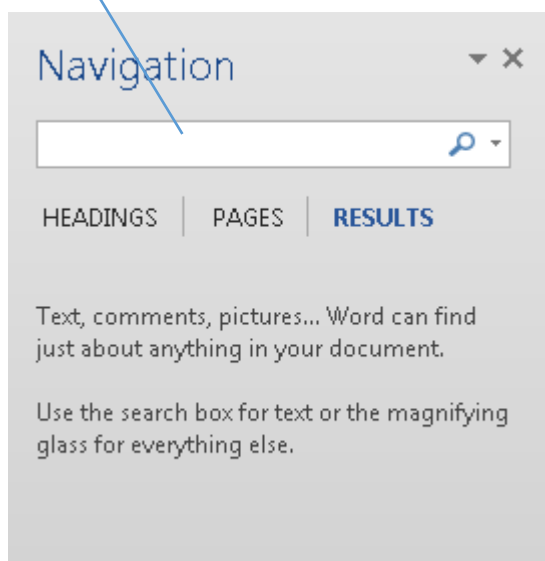 Navigation
HEADINGS PAGES RESULTS
Text, comments, pictures... Word can find
just about anything in your document.
Use the search box for text or the magnifying
glass for everything else.